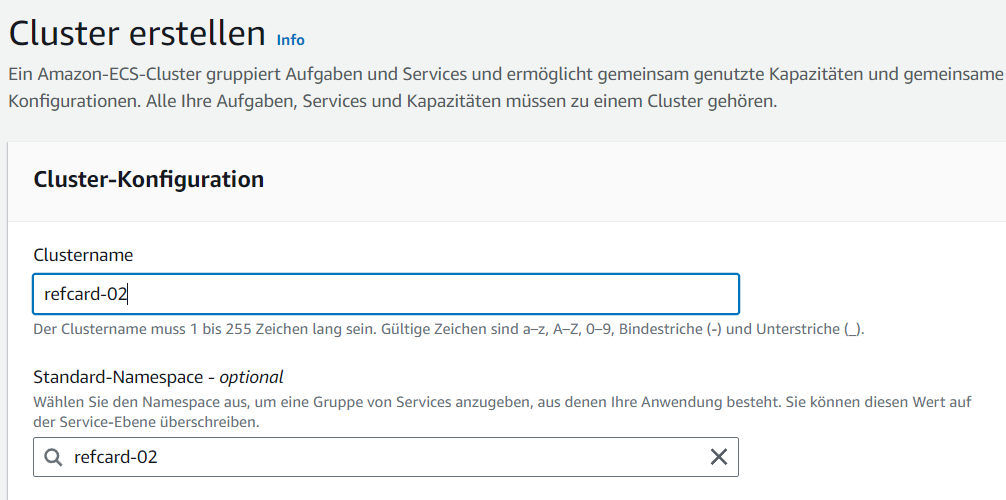 Cluster erstellen Info
Ein Amazon-ECS-Cluster gruppiert Aufgaben und Services und ermöglicht gemeinsam genutzte Kapazitäten und gemeinsame
Konfigurationen. Alle Ihre Aufgaben, Services und Kapazitäten müssen zu einem Cluster gehören.
Cluster-Konfiguration
Clustername
refcard-02
Der Clustername muss 1 bis 255 Zeichen lang sein. Gültige Zeichen sind a–z, A–Z, 0–9, Bindestriche (-) und Unterstriche (_).
Standard-Namespace - optional
Wählen Sie den Namespace aus, um eine Gruppe von Services anzugeben, aus denen Ihre Anwendung besteht. Sie können diesen Wert auf
der Service-Ebene überschreiben.
refcard-02